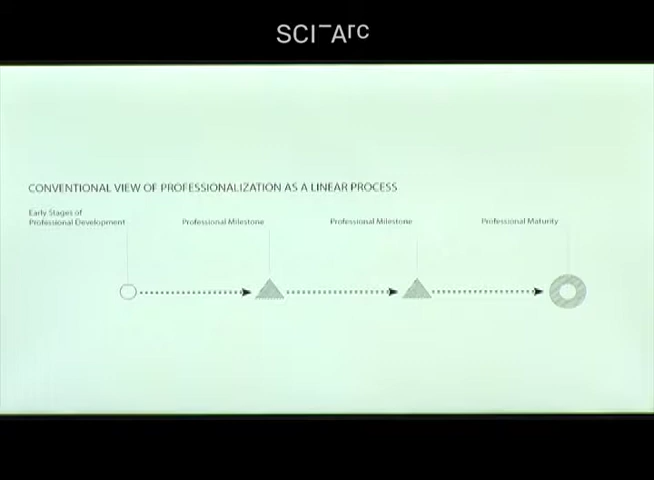 SCI-Arc
CONVENTIONAL VIEW OF PROFESSIONALIZATION AS A LINEAR PROCESS
Early Stages of
Professional Development
Professional Milestone
Professional Milestone
Professional Maturity